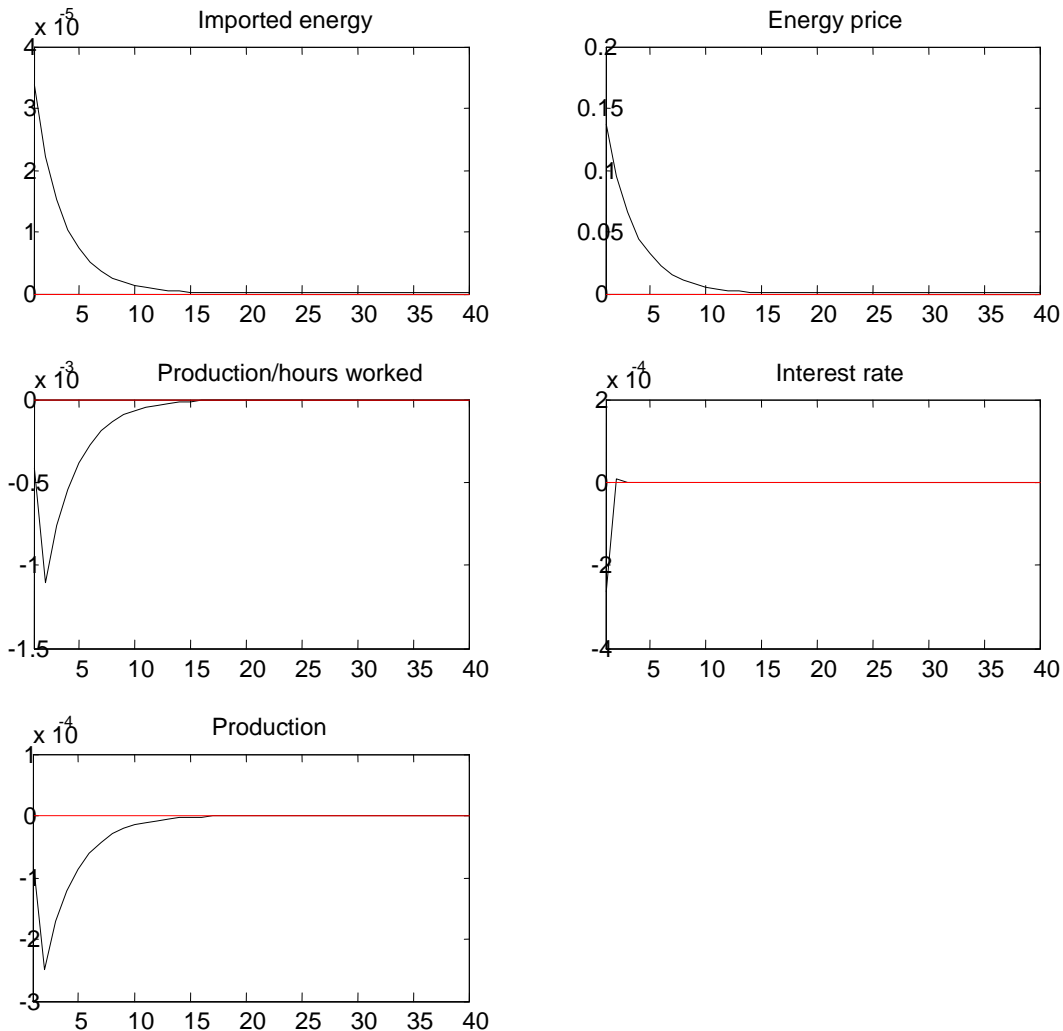 x 10-5
Imported energy
4
3
2
1
0
5 10 15 20 25 30 35 40
Energy price
0.2
0.15
0.1
0.05
0
5 10 15 20 25 30 35 40
x 10-3
Production/hours worked
0
-0.5
-1
-1.5
5 10 15 20 25 30 35 40
x 10-4
Interest rate
2
0
-2
-4
5 10 15 20 25 30 35 40
x 10-4
Production
1
0
-1
-2
-3
5 10 15 20 25 30 35 40